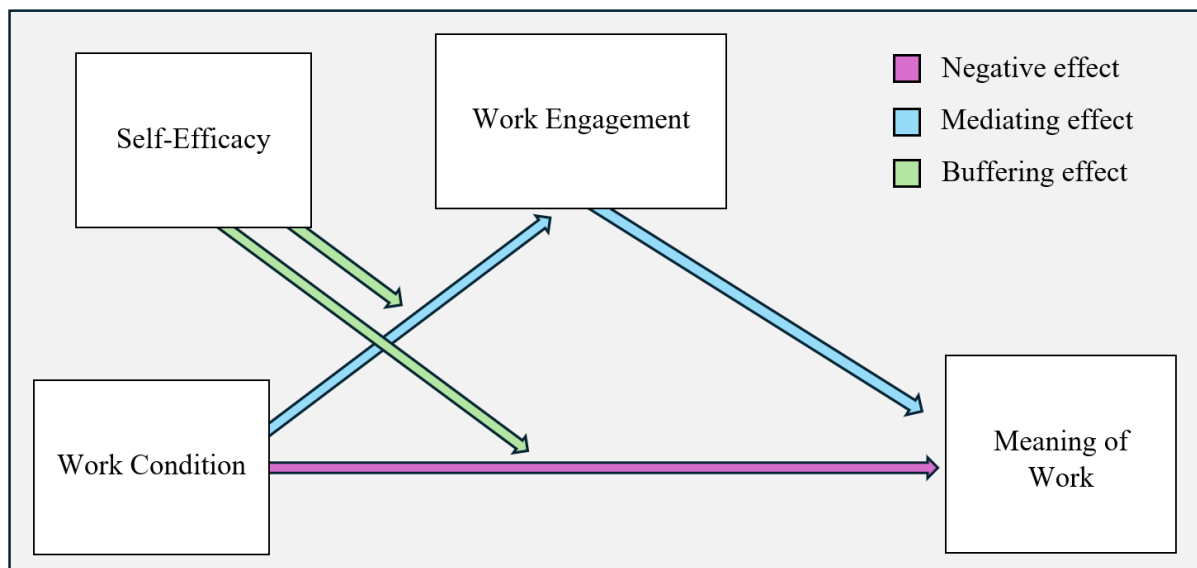 Self-Efficacy
Work Engagement
Negative effect
Mediating effect
Buffering effect
Work Condition
Meaning of
Work